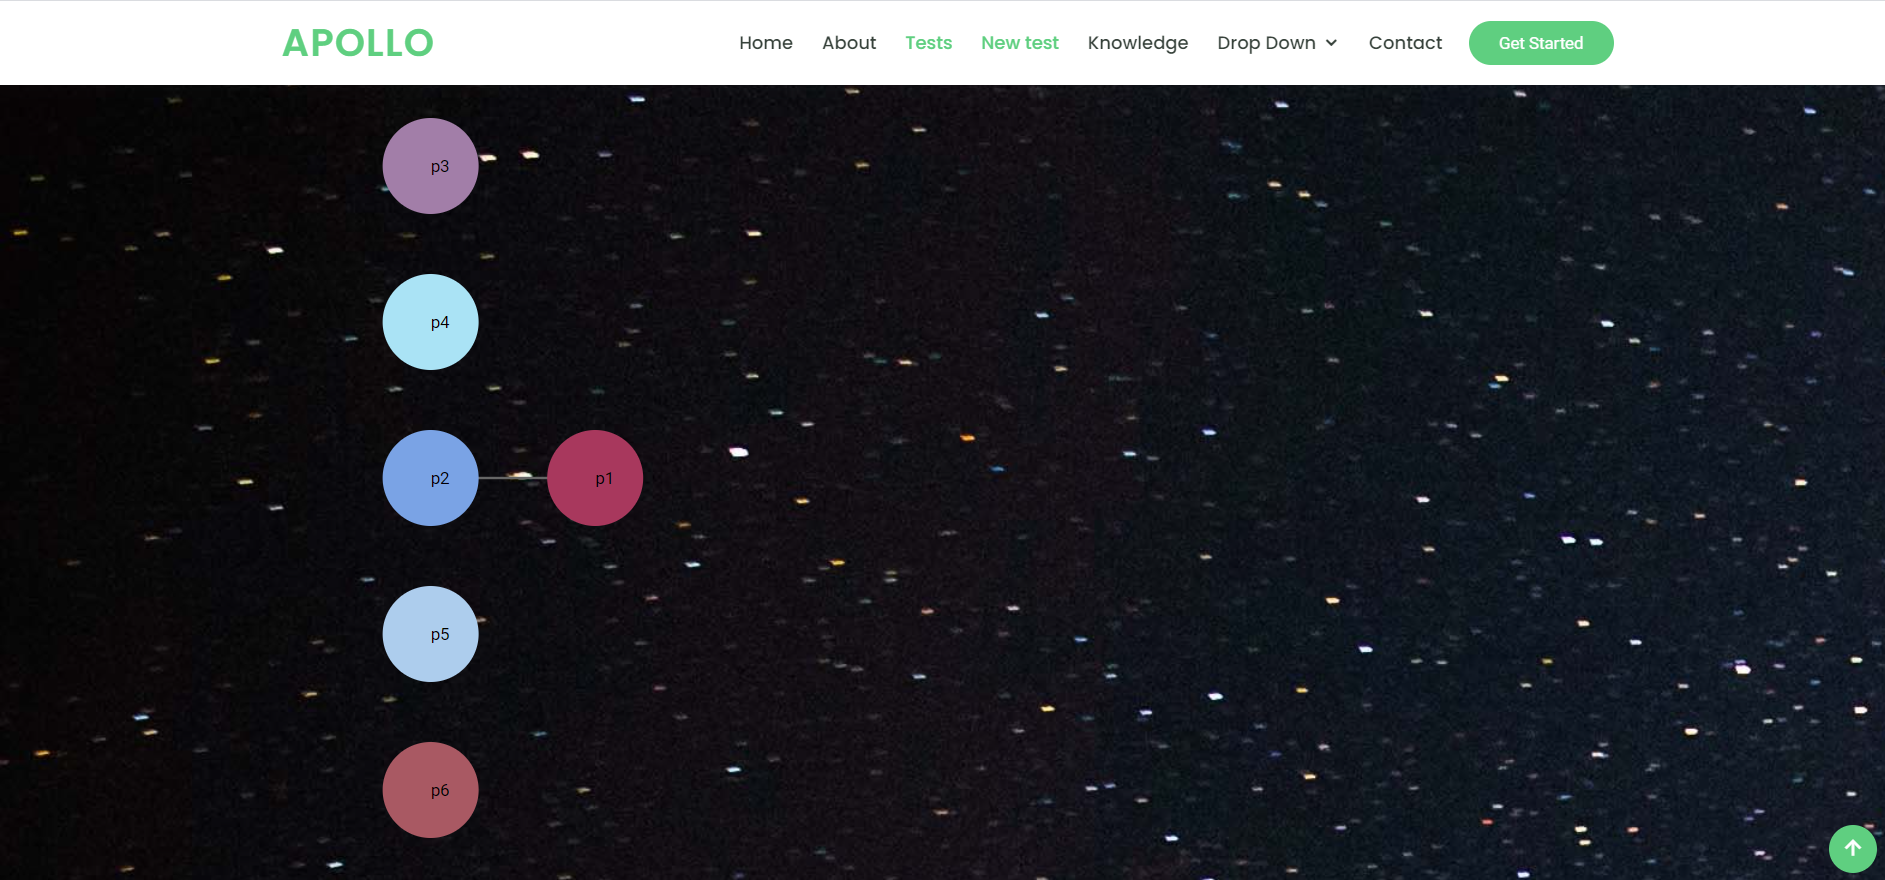 APOLLO
Home About Tests New test Knowledge Drop Down Contact Get Started
p3
p4
p2 p1
p5
p6